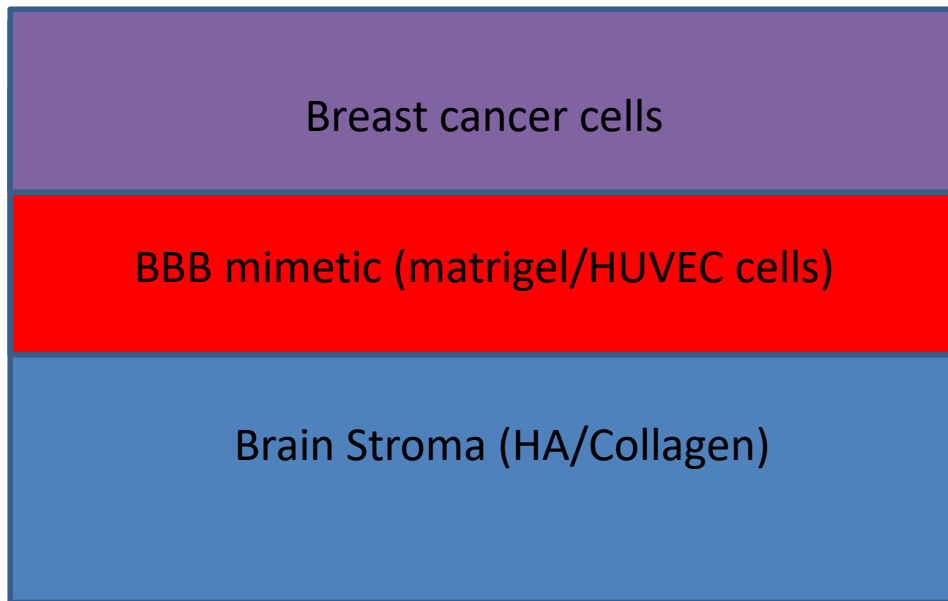 Breast cancer cells
BBB mimetic (matrigel/HUVEC cells)
Brain Stroma (HA/Collagen)